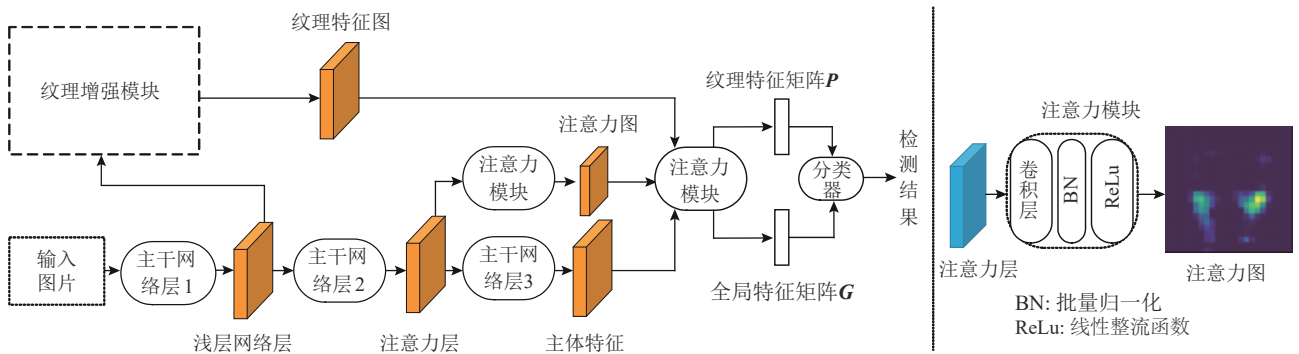 纹理特征图
纹理增强模块
纹理特征矩阵P
注意力图
注意力
模块
注意力
模块
分类
器
检测结果
输入
图片
主干网
络层1
主干网
络层2
主干网
络层3
全局特征矩阵G
浅层网络层
注意力层
主体特征
注意力模块
卷积层
BN
ReLu
注意力层
注意力图
BN: 批量归一化
ReLu: 线性整流函数